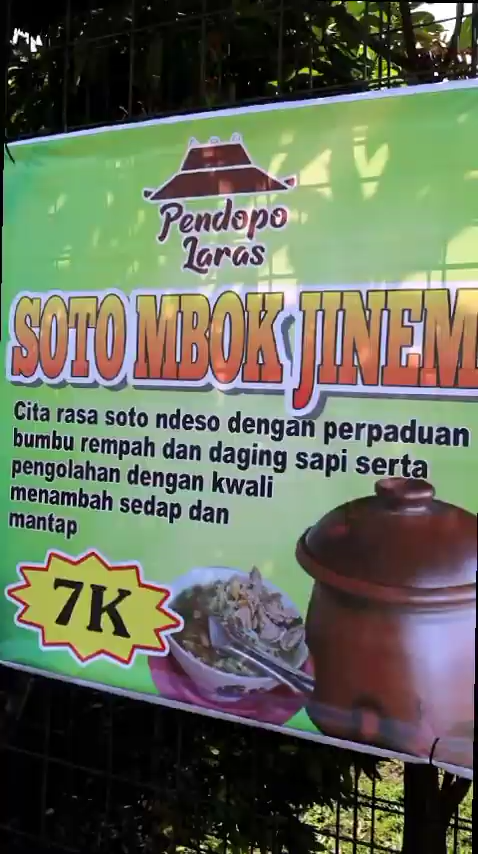 Pendopo
Laras
SOTO MBOK JINEM
Cita rasa soto ndeso dengan perpaduan
bumbu rempah dan daging sapi serta
pengolahan dengan kwali
menambah sedap dan
mantap
7K